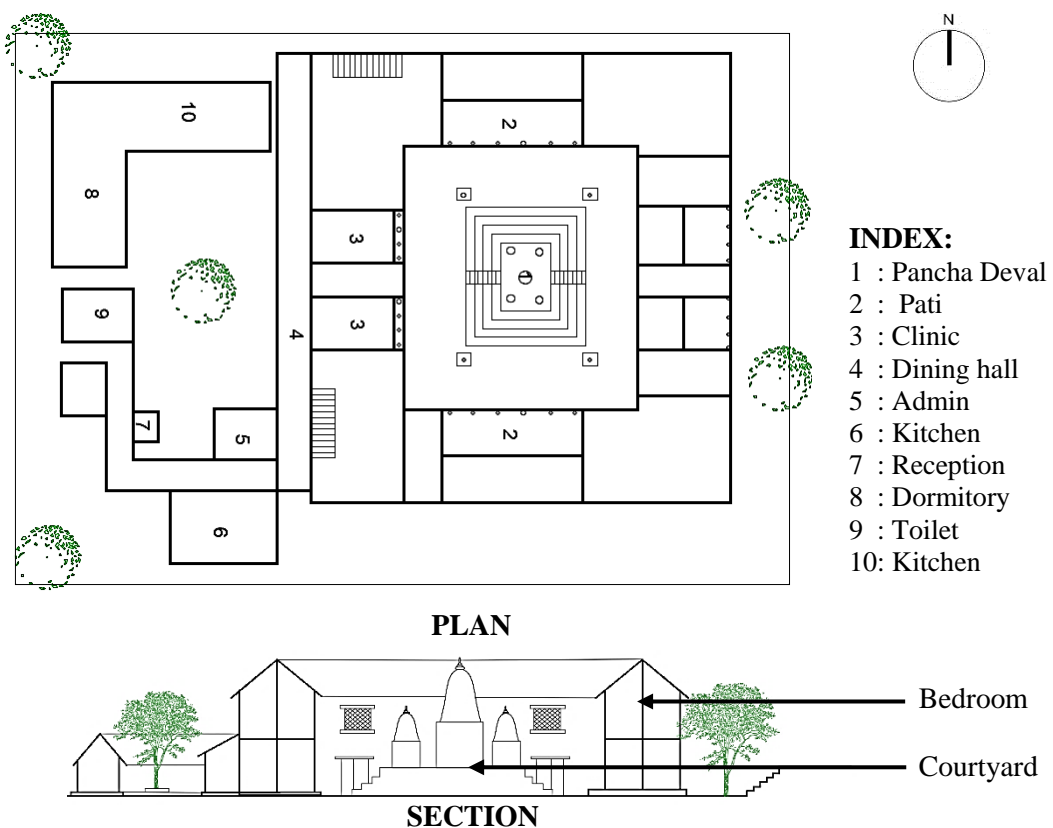 N
10
2
8
3
9
4
3
7
5
2
6
1
INDEX:
1 : Pancha Deval
2 : Pati
3 : Clinic
4 : Dining hall
5 : Admin
6 : Kitchen
7 : Reception
8 : Dormitory
9 : Toilet
10: Kitchen
PLAN
Bedroom
Courtyard
SECTION